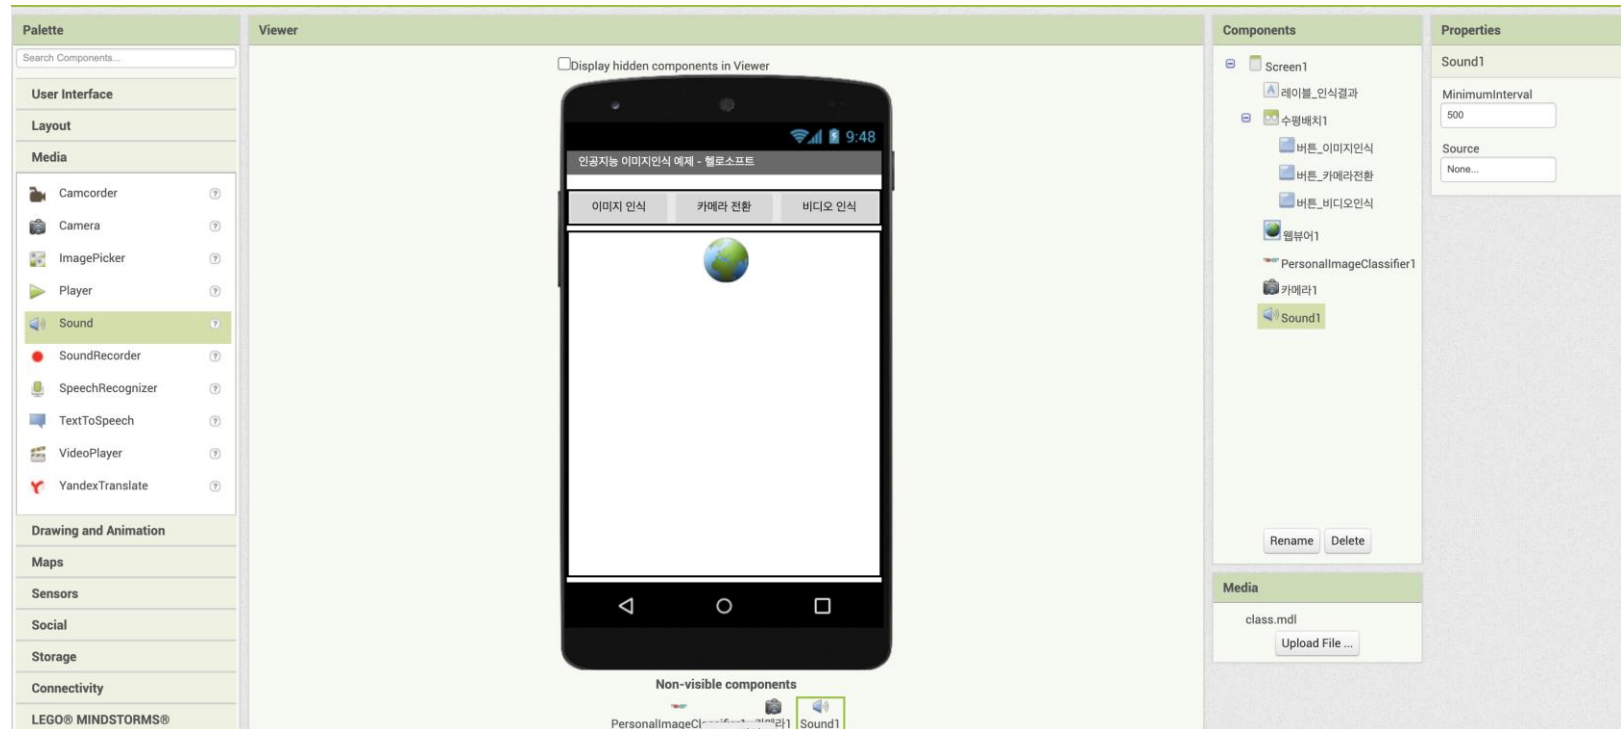 Palette
Search Components...
User Interface
Layout
Media
Camcorder
Camera
ImagePicker
Player
Sound
SoundRecorder
SpeechRecognizer
TextToSpeech
VideoPlayer
YandexTranslate
Drawing and Animation
Maps
Sensors
Social
Storage
Connectivity
LEGO® MINDSTORMS®
Viewer
Display hidden components in Viewer
9:48
인공지능 이미지인식 예제 - 헬로소프트
이미지 인식
카메라 전환
비디오 인식
Non-visible components
Sound1
Components
Screen1
레이블_인식결과
수평배치1
버튼_이미지인식
버튼_카메라전환
버튼_비디오인식
웹뷰어1
PersonalImageClassifier1
카메라1
Sound1
Rename
Delete
Media
class.mdl
Upload File ...
Properties
Sound1
MinimumInterval
500
Source
None...